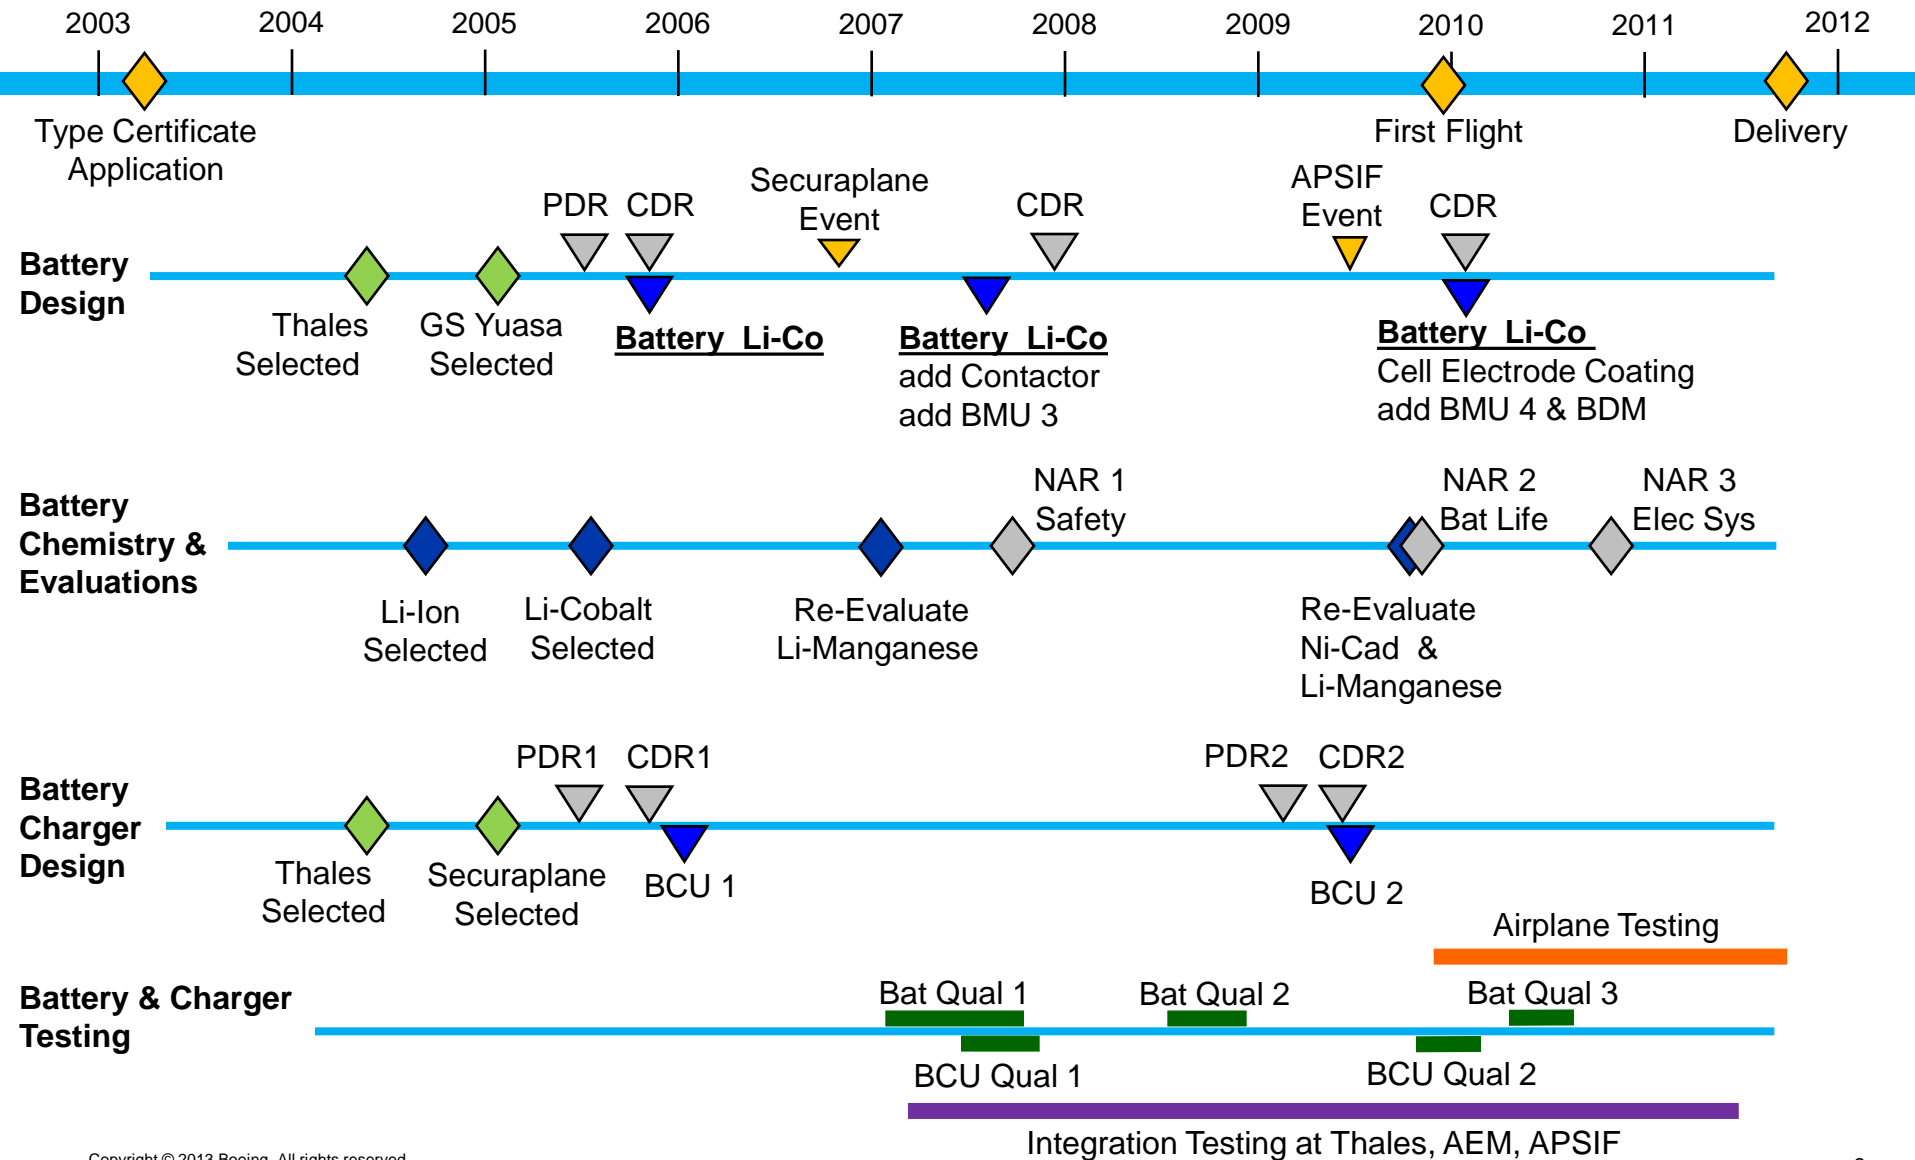 2003 2004 2005 2006 2007 2008 2009 2010 2011 2012
Type Certificate
Application
First Flight
Delivery
Battery
Design
PDR
CDR
Securaplane
Event
CDR
APSIF
Event
CDR
Thales
Selected
GS Yuasa
Selected
Battery Li-Co
Battery Li-Co
add Contactor
add BMU 3
Battery Li-Co
Cell Electrode Coating
add BMU 4 & BDM
Battery
Chemistry &
Evaluations
NAR 1
Safety
NAR 2
Bat Life
NAR 3
Elec Sys
Li-Ion
Selected
Li-Cobalt
Selected
Re-Evaluate
Li-Manganese
Re-Evaluate
Ni-Cad &
Li-Manganese
Battery
Charger
Design
PDR1
CDR1
PDR2
CDR2
Thales
Selected
Securaplane
Selected
BCU 1
BCU 2
Airplane Testing
Battery & Charger
Testing
Bat Qual 1
Bat Qual 2
Bat Qual 3
BCU Qual 1
BCU Qual 2
Integration Testing at Thales, AEM, APSIF
Copyright © 2013 Boeing. All rights reserved.